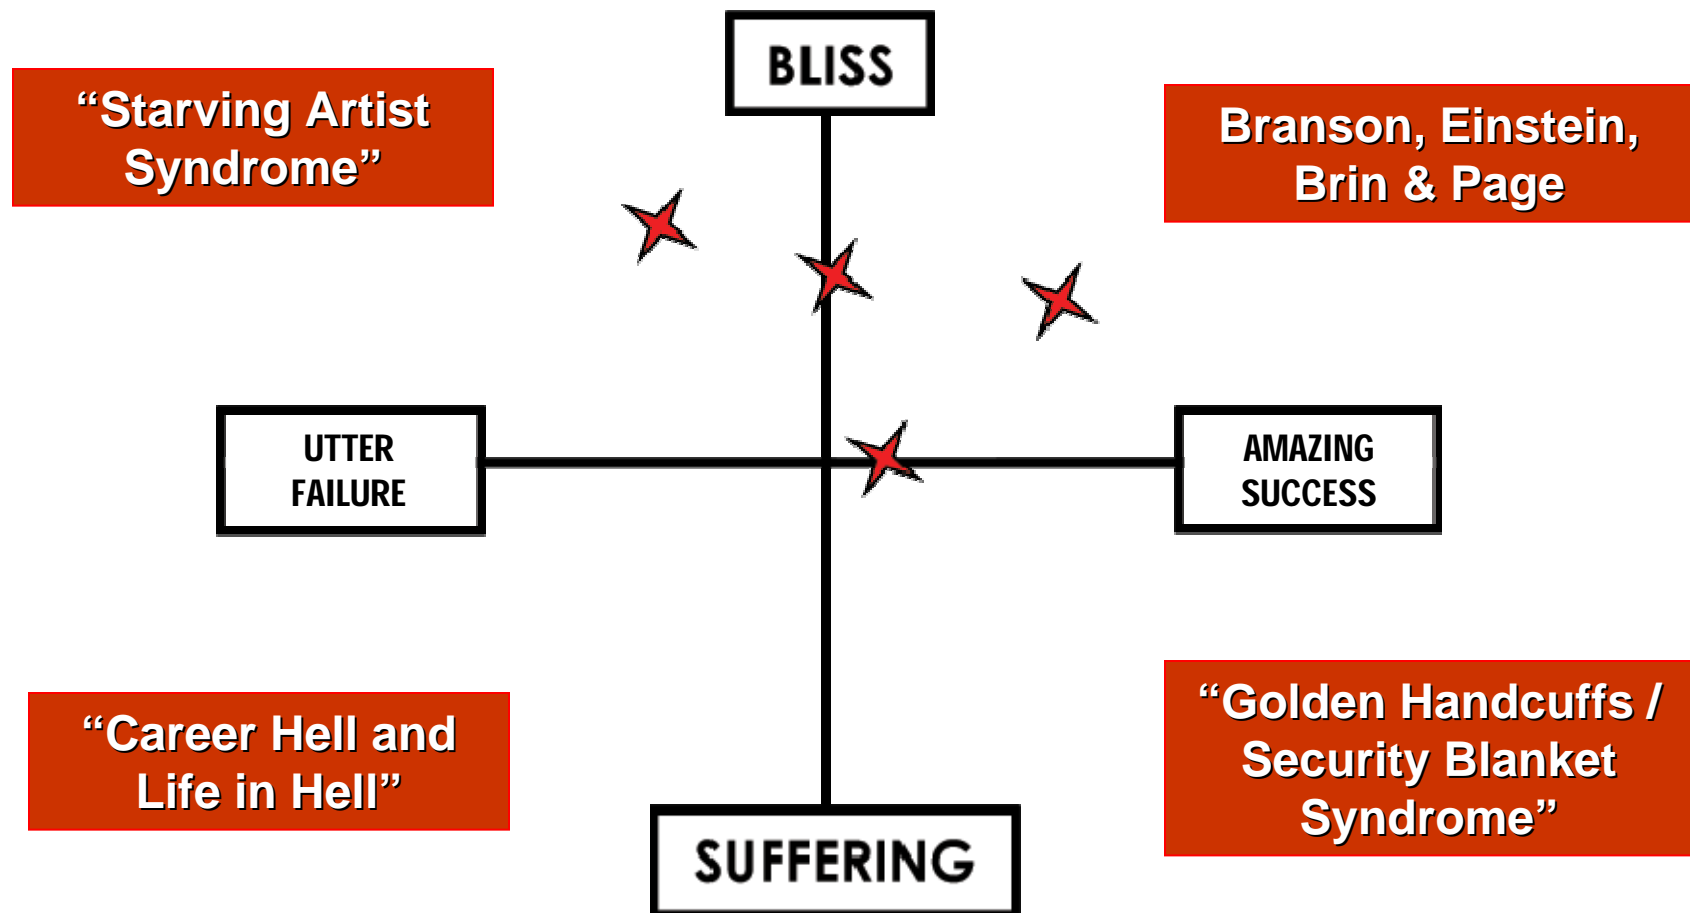 BLISS
“Starving Artist
Syndrome”
Branson, Einstein,
Brin & Page
UTTER
FAILURE
AMAZING
SUCCESS
“Career Hell and
Life in Hell”
“Golden Handcuffs /
Security Blanket
Syndrome”
SUFFERING